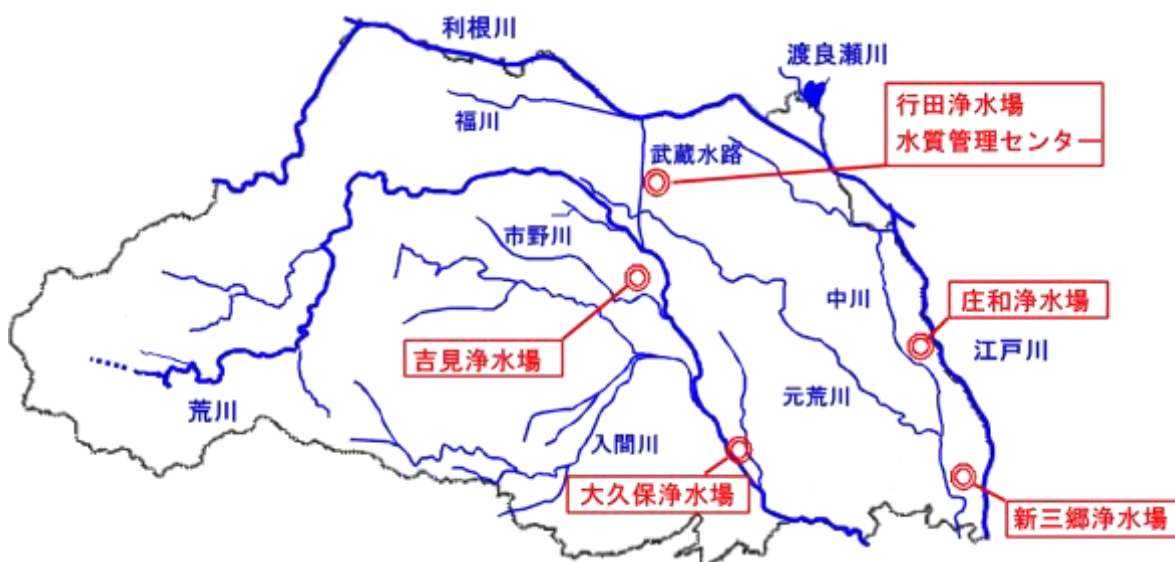 利根川
渡良瀬川
福川
行田浄水場
水質管理センター
武蔵水路
市野川
中川
庄和浄水場
吉見浄水場
江戸川
荒川
元荒川
入間川
大久保浄水場
新三郷浄水場